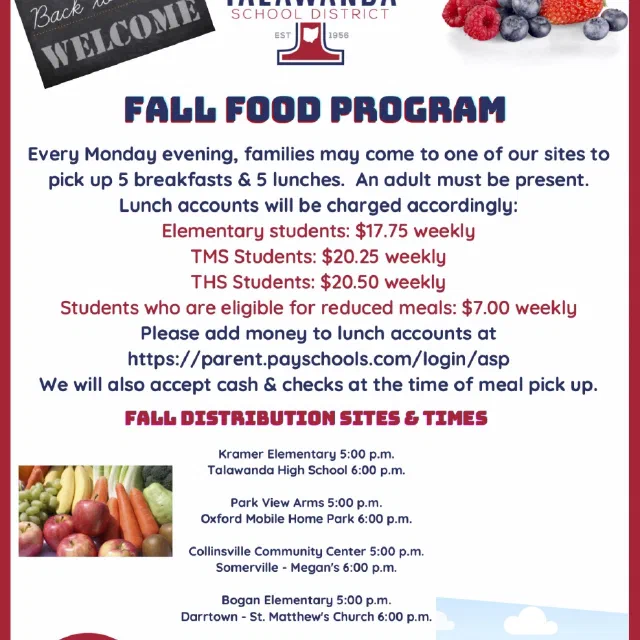 Back to
WELCOME
TALAWANDA
SCHOOL DISTRICT
EST 1956
FALL FOOD PROGRAM
Every Monday evening, families may come to one of our sites to
pick up 5 breakfasts & 5 lunches. An adult must be present.
Lunch accounts will be charged accordingly:
Elementary students: $17.75 weekly
TMS Students: $20.25 weekly
THS Students: $20.50 weekly
Students who are eligible for reduced meals: $7.00 weekly
Please add money to lunch accounts at
https://parent.payschools.com/login/asp
We will also accept cash & checks at the time of meal pick up.
FALL DISTRIBUTION SITES & TIMES
Kramer Elementary 5:00 p.m.
Talawanda High School 6:00 p.m.
Park View Arms 5:00 p.m.
Oxford Mobile Home Park 6:00 p.m.
Collinsville Community Center 5:00 p.m.
Somerville - Megan's 6:00 p.m.
Bogan Elementary 5:00 p.m.
Darrtown - St. Matthew's Church 6:00 p.m.